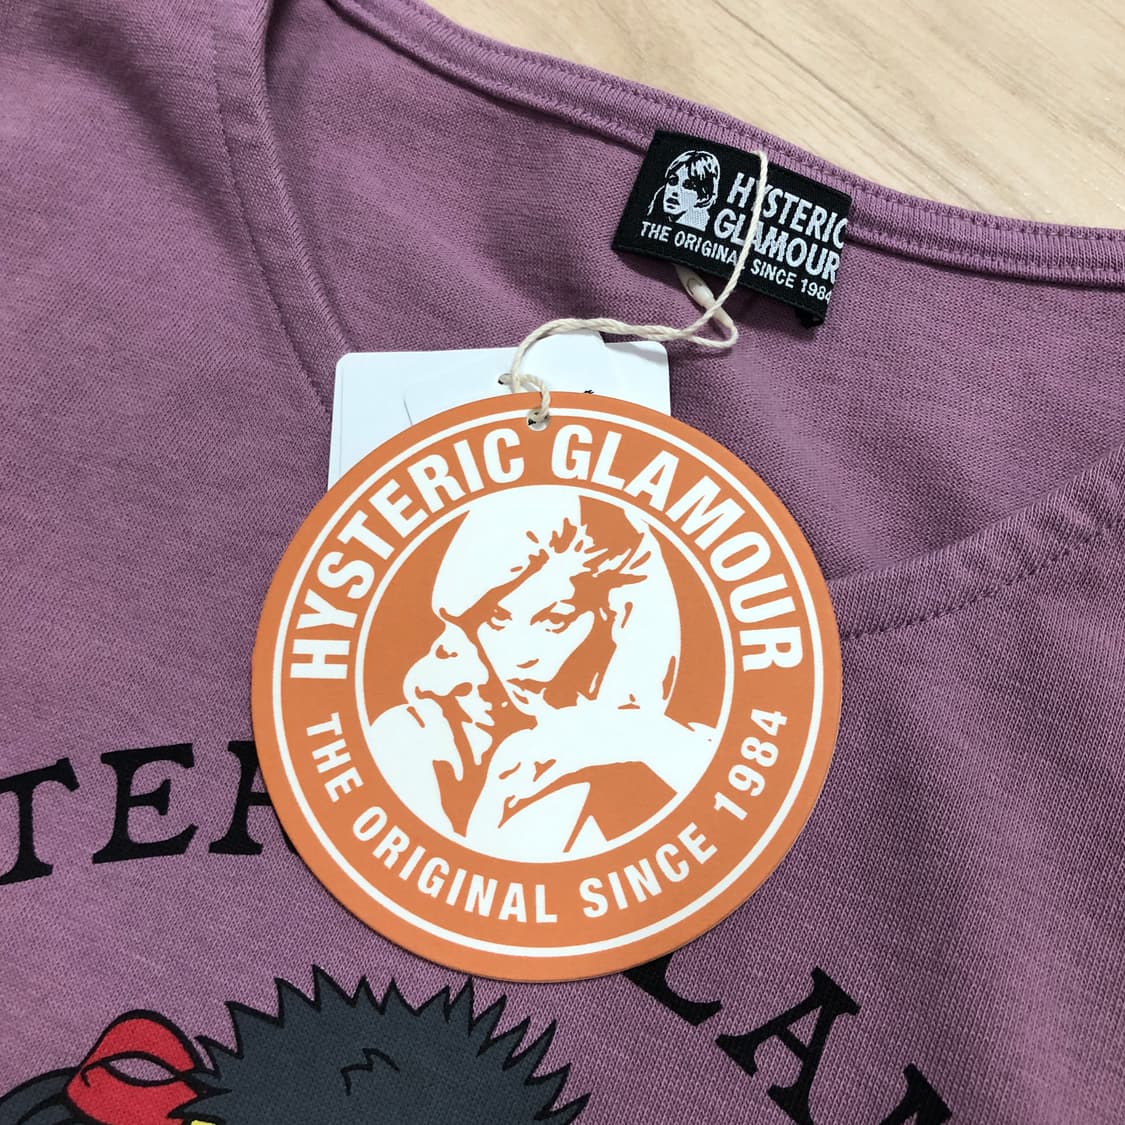 HYSTERIC
GLAMOUR
THE ORIGINAL SINCE 1984
HYSTERIC GLAMOUR
THE ORIGINAL SINCE 1984